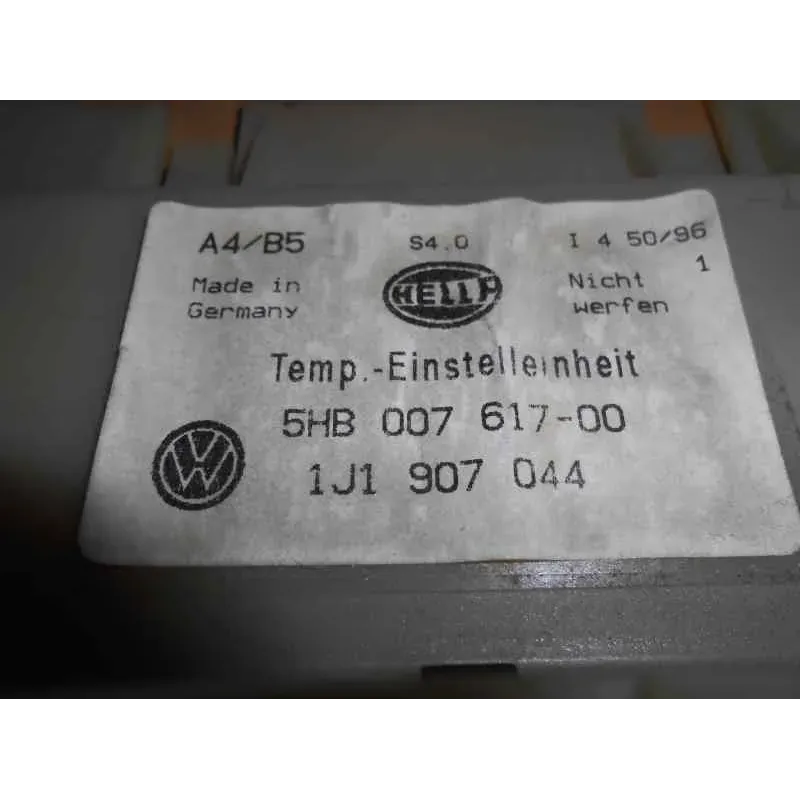 A4/B5 S4.0 I 4 50/96
1
Made in Nicht
Germany HELLA werfen
Temp.-Einstelleinheit
5HB 007 617-00
VW 1J1 907 044